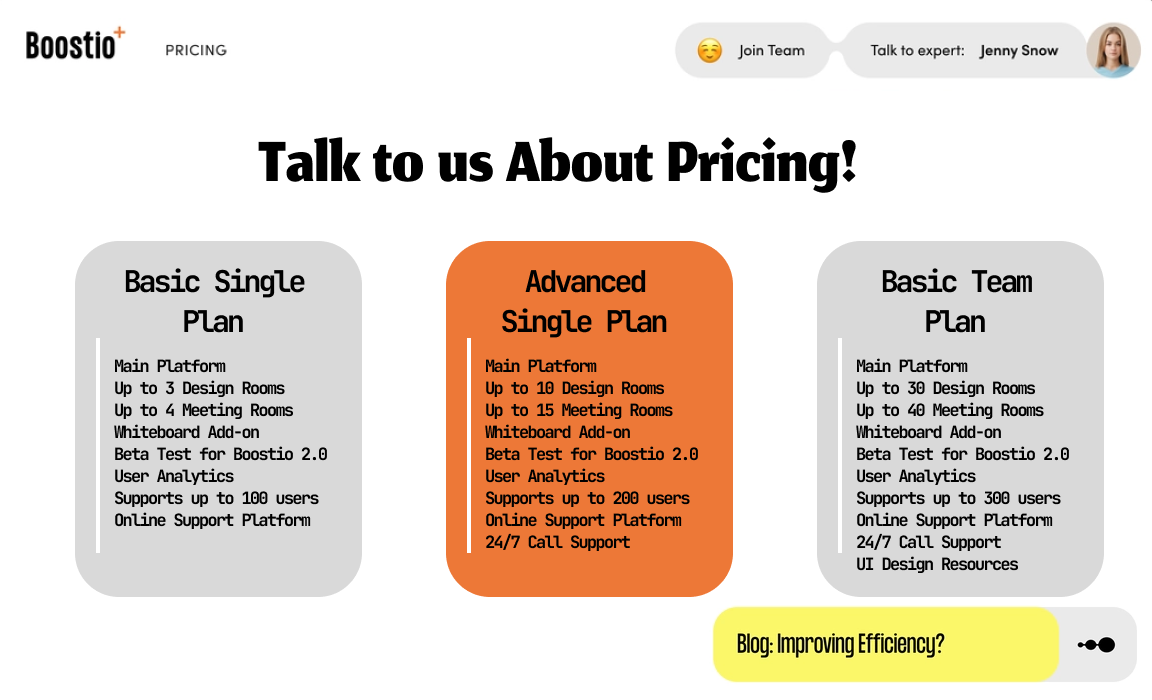 Boostio+
PRICING
Join Team
Talk to expert: Jenny Snow
Talk to us About Pricing!
Basic Single
Plan
Main Platform
Up to 3 Design Rooms
Up to 4 Meeting Rooms
Whiteboard Add-on
Beta Test for Boostio 2.0
User Analytics
Supports up to 100 users
Online Support Platform
Advanced
Single Plan
Main Platform
Up to 10 Design Rooms
Up to 15 Meeting Rooms
Whiteboard Add-on
Beta Test for Boostio 2.0
User Analytics
Supports up to 200 users
Online Support Platform
24/7 Call Support
Basic Team
Plan
Main Platform
Up to 30 Design Rooms
Up to 40 Meeting Rooms
Whiteboard Add-on
Beta Test for Boostio 2.0
User Analytics
Supports up to 300 users
Online Support Platform
24/7 Call Support
UI Design Resources
Blog: Improving Efficiency?